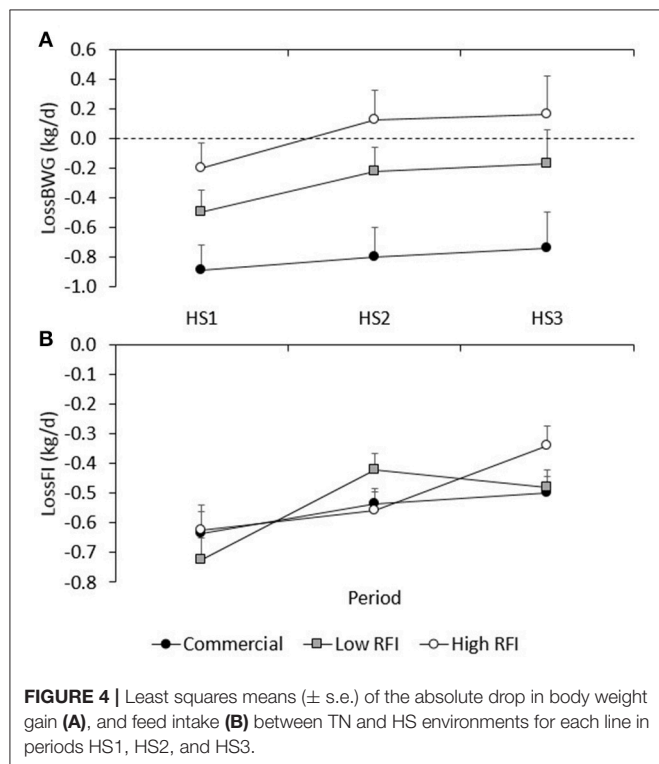 A
LossBWG (kg/d)
0.6
0.4
0.2
0.0
-0.2
-0.4
-0.6
-0.8
-1.0
HS1 HS2 HS3
B
LossFI (kg/d)
0.0
-0.1
-0.2
-0.3
-0.4
-0.5
-0.6
-0.7
-0.8
Period
Commercial Low RFI High RFI
FIGURE 4 | Least squares means (± s.e.) of the absolute drop in body weight
gain (A), and feed intake (B) between TN and HS environments for each line in
periods HS1, HS2, and HS3.